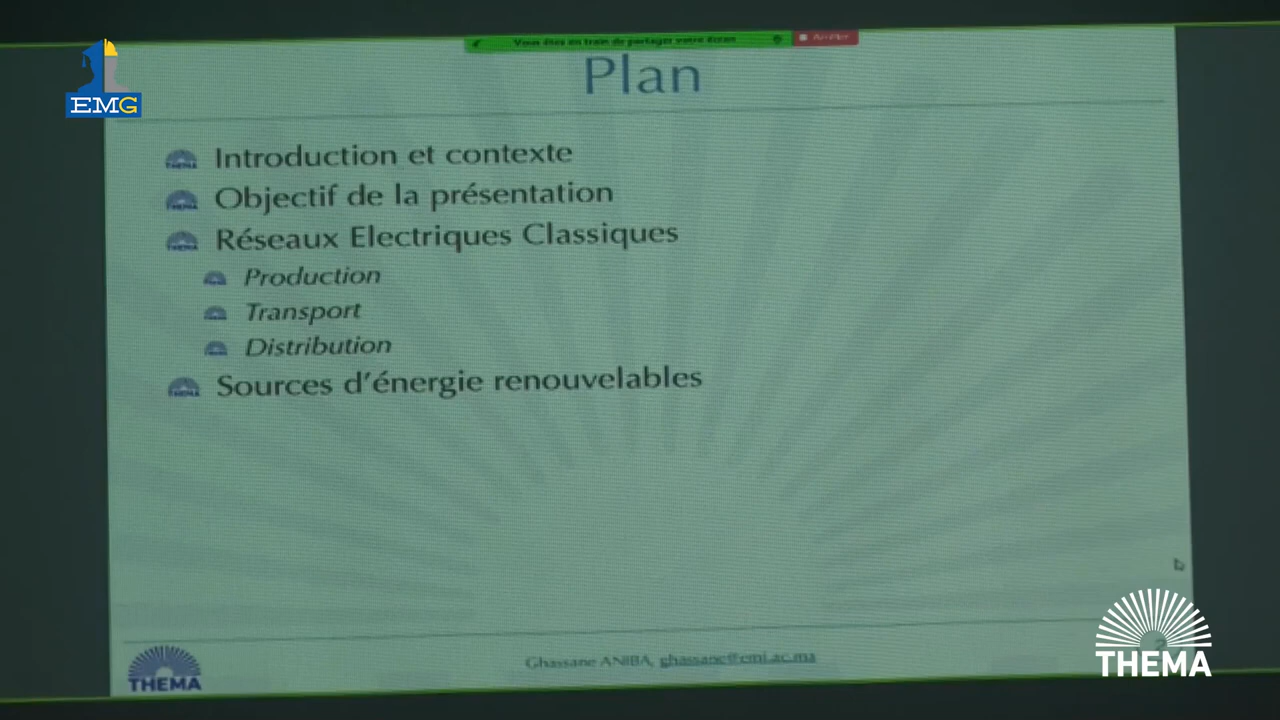 Vous êtes en train de partager votre écran
Arrêter
EMG
Plan
Introduction et contexte
Objectif de la présentation
Réseaux Electriques Classiques
Production
Transport
Distribution
Sources d'énergie renouvelables
Ghassane ANIBA, ghassane@emi.ac.ma
THEMA
THEMA